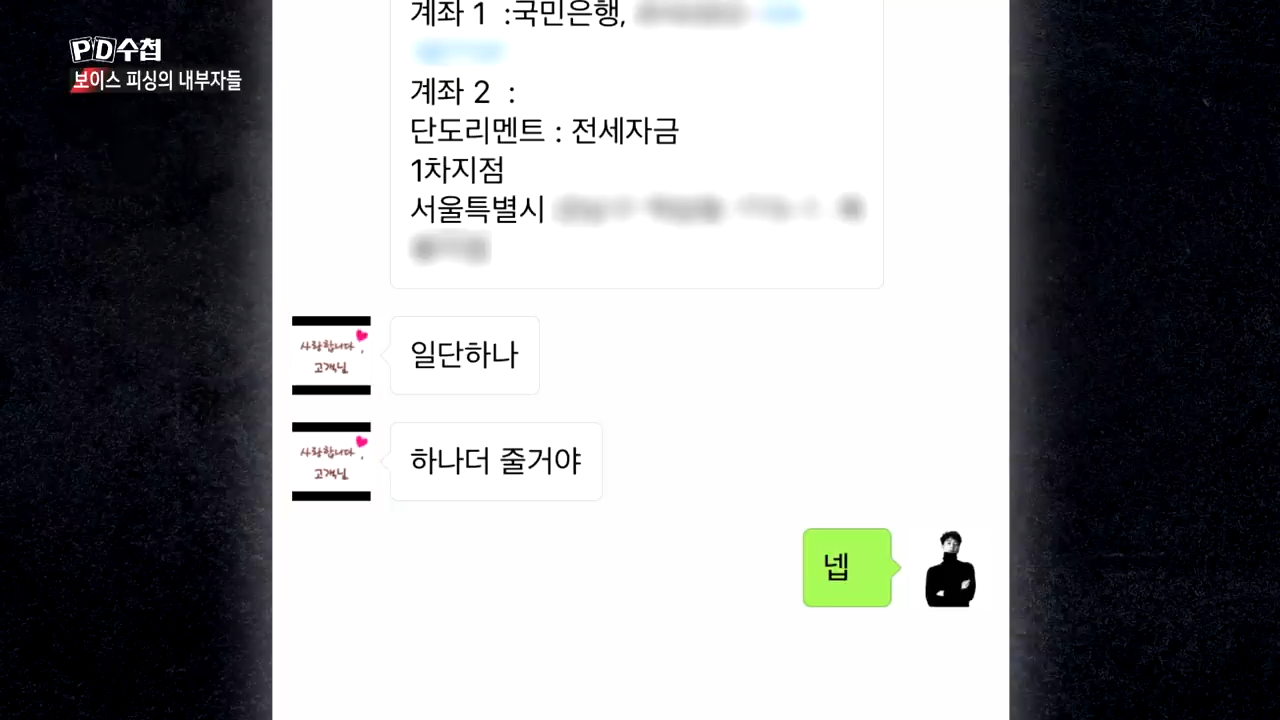 PD수첩
보이스 피싱의 내부자들
계좌 1 :국민은행,
계좌 2 :
단도리멘트 : 전세자금
1차지점
서울특별시
사랑합니다,
고객님
일단하나
사랑합니다,
고객님
하나더 줄거야
넵